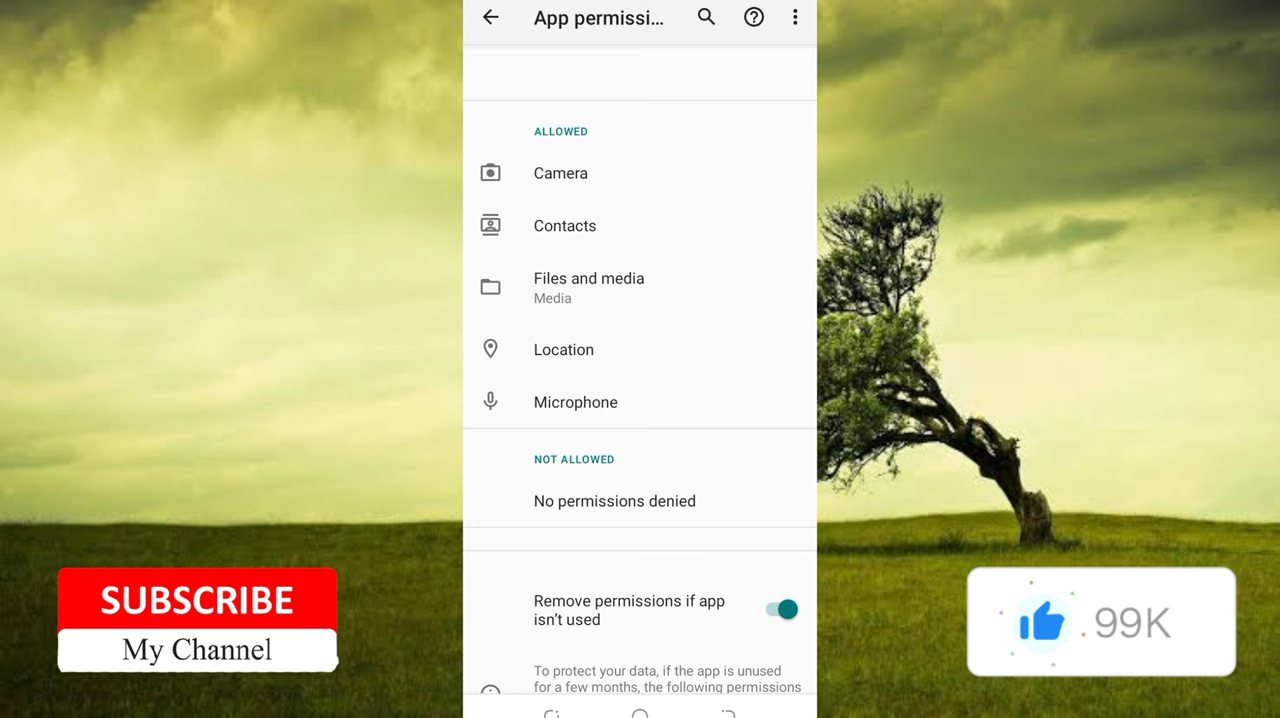 App permissi...
ALLOWED
Camera
Contacts
Files and media
Media
Location
Microphone
NOT ALLOWED
No permissions denied
Remove permissions if app
isn't used
To protect your data, if the app is unused
for a few months, the following permissions
SUBSCRIBE
My Channel
99K